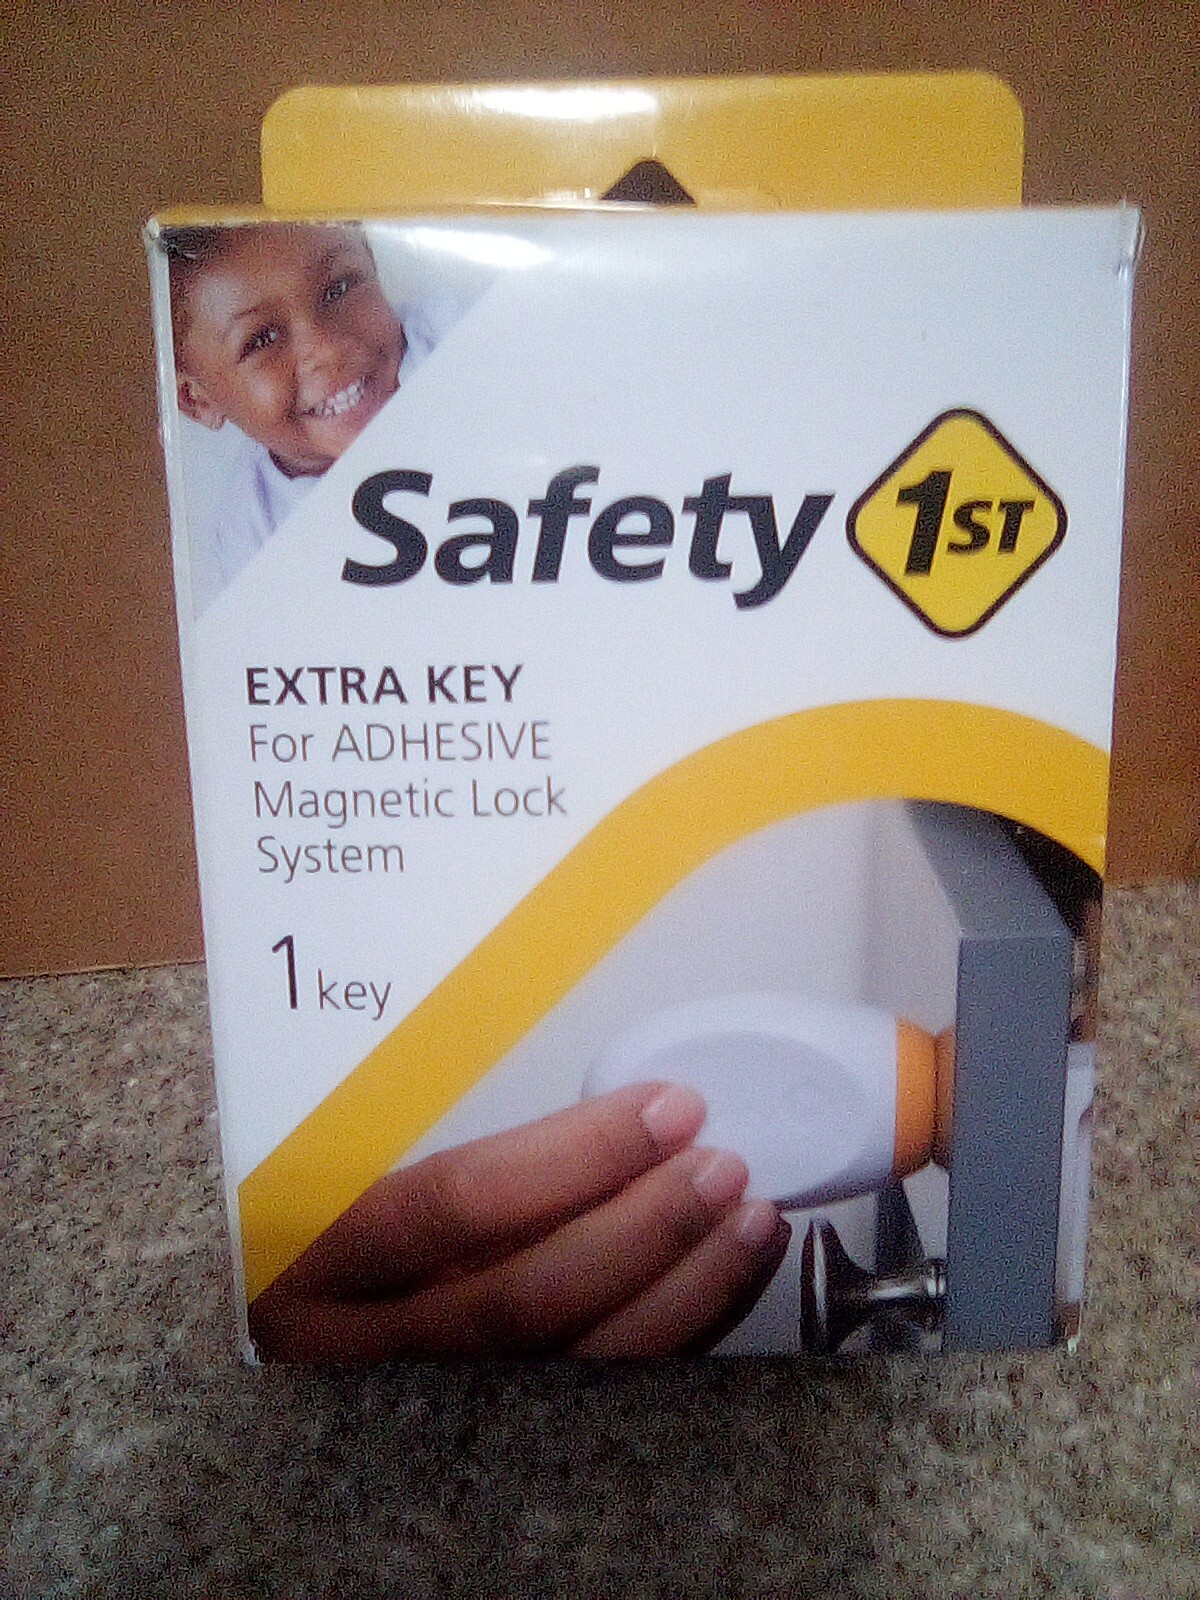 Safety 1ST
EXTRA KEY
For ADHESIVE
Magnetic Lock
System
1 key